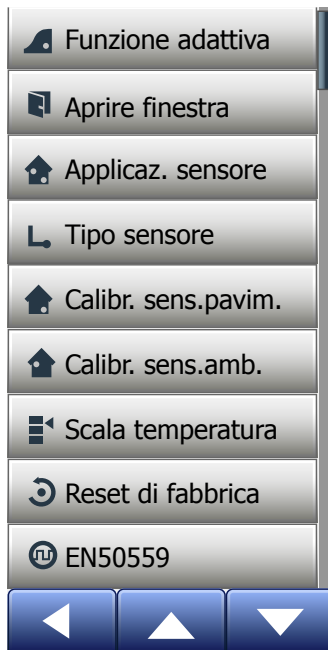 Funzione adattiva
Aprire finestra
Applicaz. sensore
Tipo sensore
Calibr. sens.pavim.
Calibr. sens.amb.
Scala temperatura
Reset di fabbrica
EN50559